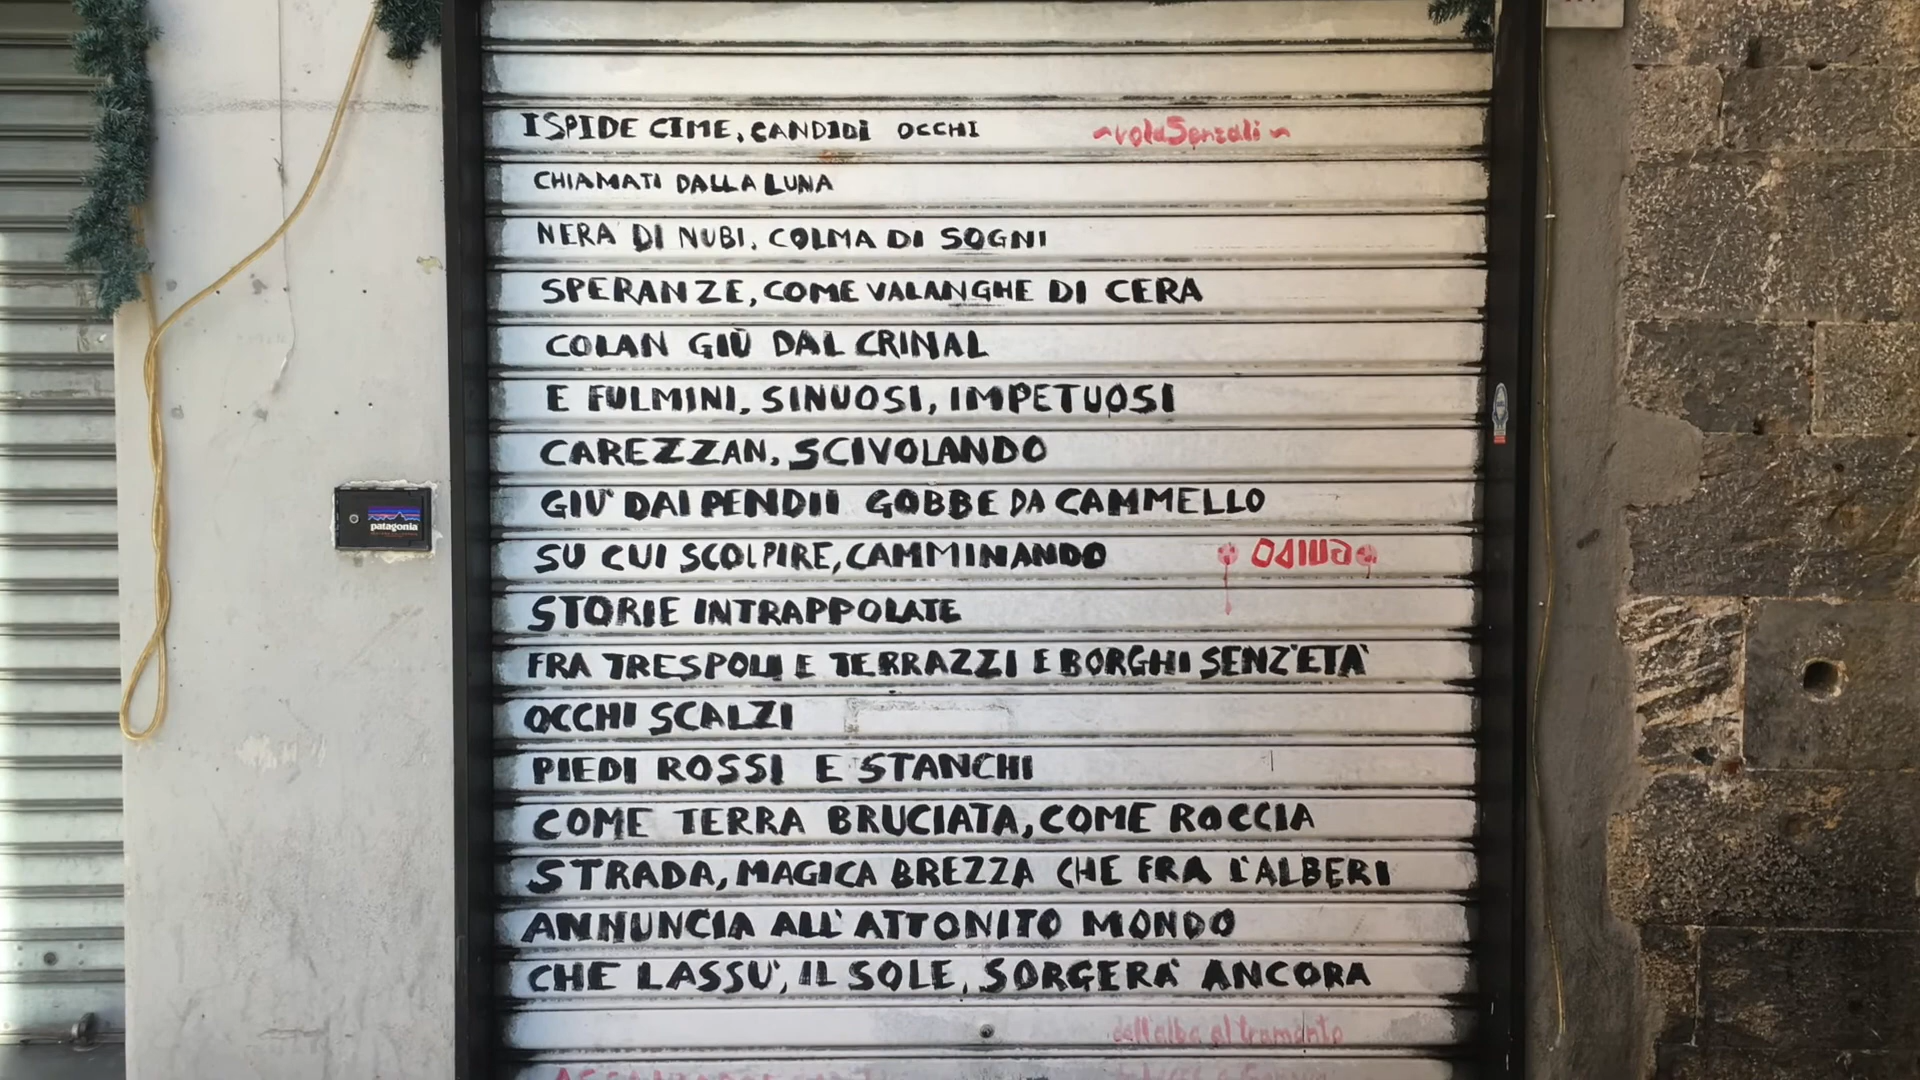 ISPIDE CIME, CANDIDI OCCHI ~volaSenzali~
CHIAMATI DALLA LUNA
NERA DI NUBI, COLMA DI SOGNI
SPERANZE, COME VALANGHE DI CERA
COLAN GIÙ DAL CRINAL
E FULMINI, SINUOSI, IMPETUOSI
CAREZZAN, SCIVOLANDO
GIU' DAI PENDII GOBBE DA CAMMELLO
patagonia
SU CUI SCOLPIRE, CAMMINANDO
STORIE INTRAPPOLATE
FRA TRESPOLI E TERRAZZI E BORGHI SENZ'ETA'
OCCHI SCALZI
PIEDI ROSSI E STANCHI
COME TERRA BRUCIATA, COME ROCCIA
STRADA, MAGICA BREZZA CHE FRA L'ALBERI
ANNUNCIA ALL'ATTONITO MONDO
CHE LASSU', IL SOLE, SORGERA' ANCORA
dall'alba al tramonto